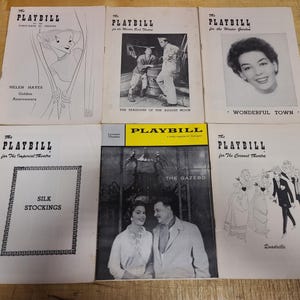 The
PLAYBILL
HELEN HAYES
Golden
Anniversary
The
PLAYBILL
for the Martin Beck Theatre
THE TEAHOUSE OF THE AUGUST MOON
The
PLAYBILL
for the Winter Garden
WONDERFUL TOWN
The
PLAYBILL
for The Imperial Theatre
SILK
STOCKINGS
PLAYBILL
THE GAZEBO
The
PLAYBILL
for The Coronet Theatre
Quadrille